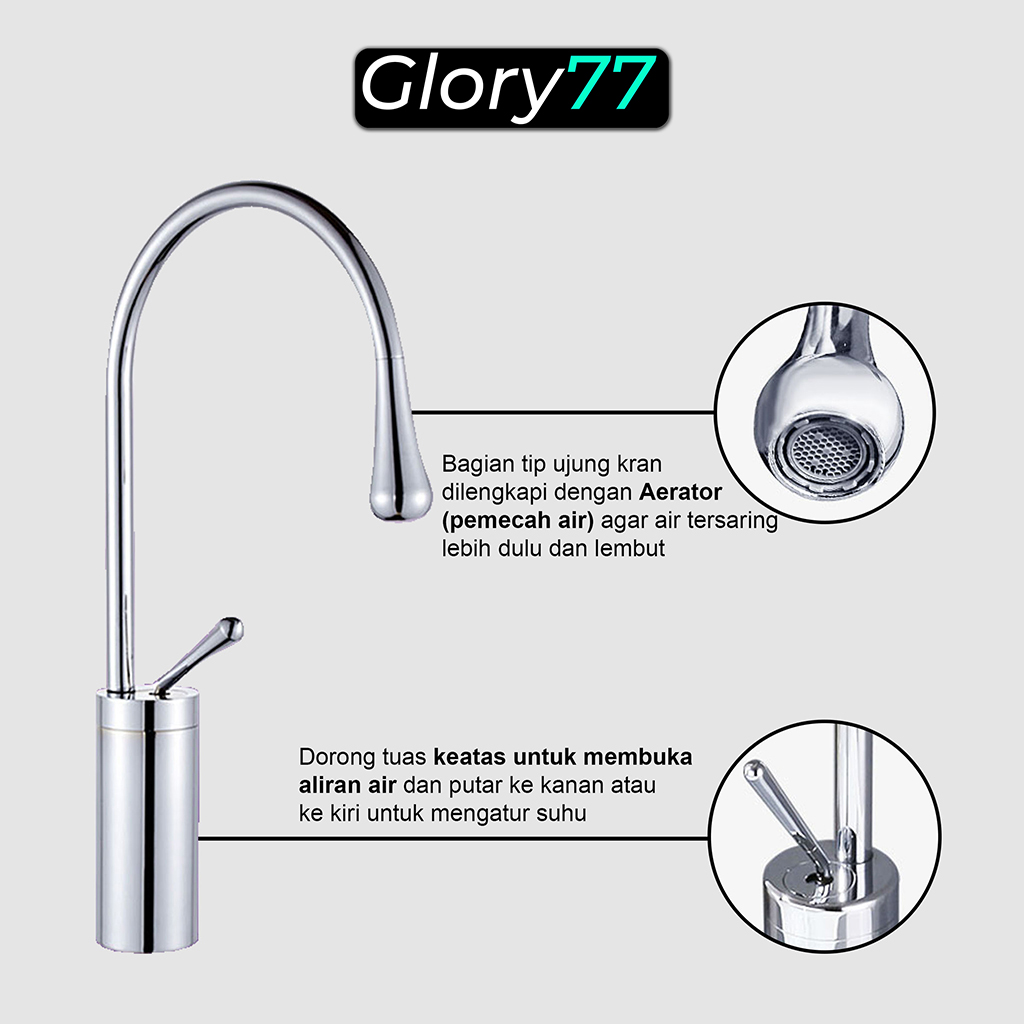 Glory77
Bagian tip ujung kran
dilengkapi dengan Aerator
(pemecah air) agar air tersaring
lebih dulu dan lembut
Dorong tuas keatas untuk membuka
aliran air dan putar ke kanan atau
ke kiri untuk mengatur suhu